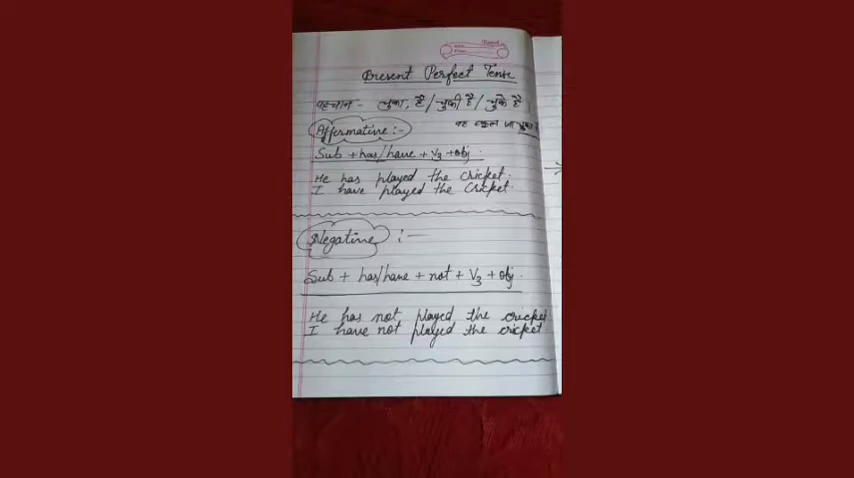 Present Perfect Tense
पहचान - चुका, है / चुकी है / चुके है
वह स्कूल जा चुका है
Affermative :-
Sub + has/have + V3 + obj
He has played the cricket.
I have played the cricket.
Negative :-
Sub + has/have + not + V3 + obj.
He has not played the cricket
I have not played the cricket